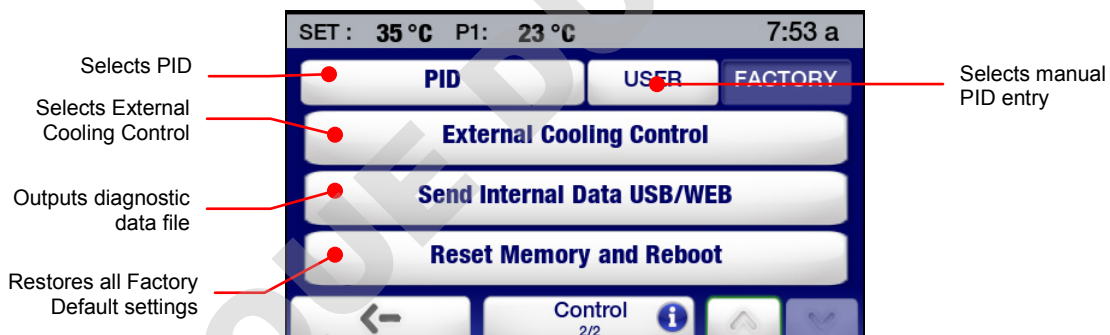 SET : 35 °C P1: 23 °C 7:53 a
Selects PID
PID USER FACTORY
Selects manual
PID entry
Selects External
Cooling Control
External Cooling Control
Outputs diagnostic
data file
Send Internal Data USB/WEB
Restores all Factory
Default settings
Reset Memory and Reboot
Control
2/2